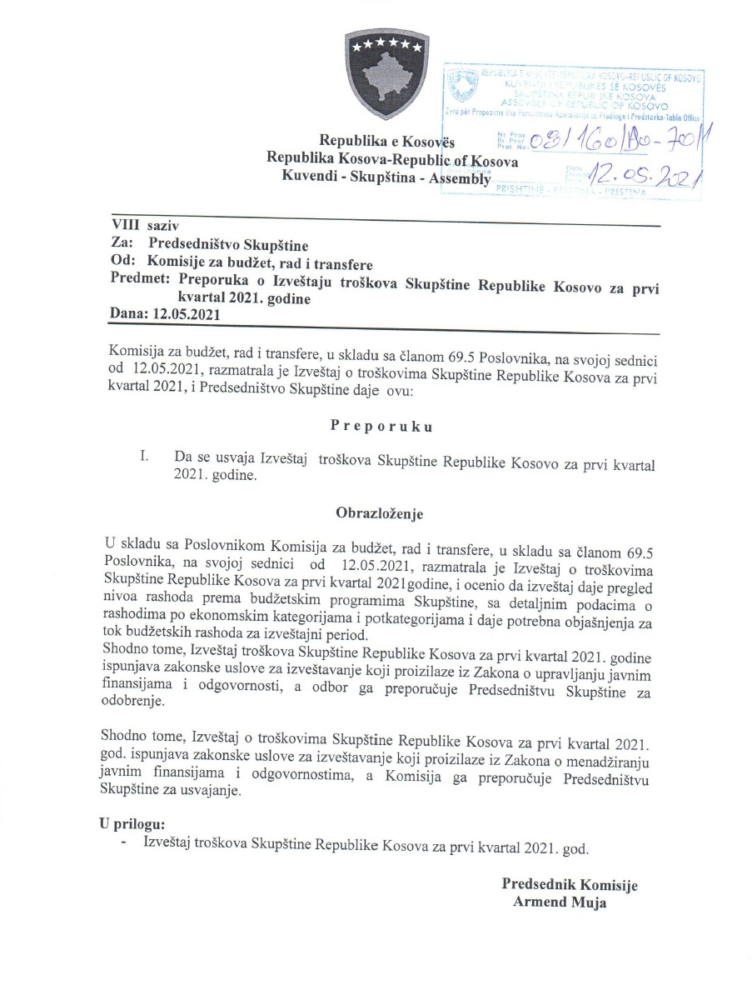 REPUBLIKA E KOSOVËS-REPUBLIKA KOSOVO-REPUBLIC OF KOSOVO
KUVENDI I REPUBLIKËS SË KOSOVËS
SKUPŠTINA REPUBLIKE KOSOVA
ASSEMBLY OF REPUBLIC OF KOSOVO
Zyra për Propozime dhe Parashtresa Kancelarija za Predloge i Predstavke-Table Office
Nr. Prot.
Br. Prot.
Prot. No.
12.05.2021
PRISHTINË - PRIŠTINA - PRISTINA
Republika e Kosovës
Republika Kosova-Republic of Kosova
Kuvendi - Skupština - Assembly
VIII saziv
Za: Predsedništvo Skupštine
Od: Komisije za budžet, rad i transfere
Predmet: Preporuka o Izveštaju troškova Skupštine Republike Kosovo za prvi
kvartal 2021. godine
Dana: 12.05.2021
Komisija za budžet, rad i transfere, u skladu sa članom 69.5 Poslovnika, na svojoj sednici
od 12.05.2021, razmatrala je Izveštaj o troškovima Skupštine Republike Kosova za prvi
kvartal 2021, i Predsedništvo Skupštine daje ovu:
P r e p o r u k u
I. Da se usvaja Izveštaj troškova Skupštine Republike Kosovo za prvi kvartal
2021. godine.
Obrazloženje
U skladu sa Poslovnikom Komisija za budžet, rad i transfere, u skladu sa članom 69.5
Poslovnika, na svojoj sednici od 12.05.2021, razmatrala je Izveštaj o troškovima
Skupštine Republike Kosova za prvi kvartal 2021godine, i ocenio da izveštaj daje pregled
nivoa rashoda prema budžetskim programima Skupštine, sa detaljnim podacima o
rashodima po ekonomskim kategorijama i potkategorijama i daje potrebna objašnjenja za
tok budžetskih rashoda za izveštajni period.
Shodno tome, Izveštaj troškova Skupštine Republike Kosova za prvi kvartal 2021. godine
ispunjava zakonske uslove za izveštavanje koji proizilaze iz Zakona o upravljanju javnim
finansijama i odgovornosti, a odbor ga preporučuje Predsedništvu Skupštine za
odobrenje.
Shodno tome, Izveštaj o troškovima Skupštine Republike Kosova za prvi kvartal 2021.
god. ispunjava zakonske uslove za izveštavanje koji proizilaze iz Zakona o menadžiranju
javnim finansijama i odgovornostima, a Komisija ga preporučuje Predsedništvu
Skupštine za usvajanje.
U prilogu:
- Izveštaj troškova Skupštine Republike Kosova za prvi kvartal 2021. god.
Predsednik Komisije
Armend Muja